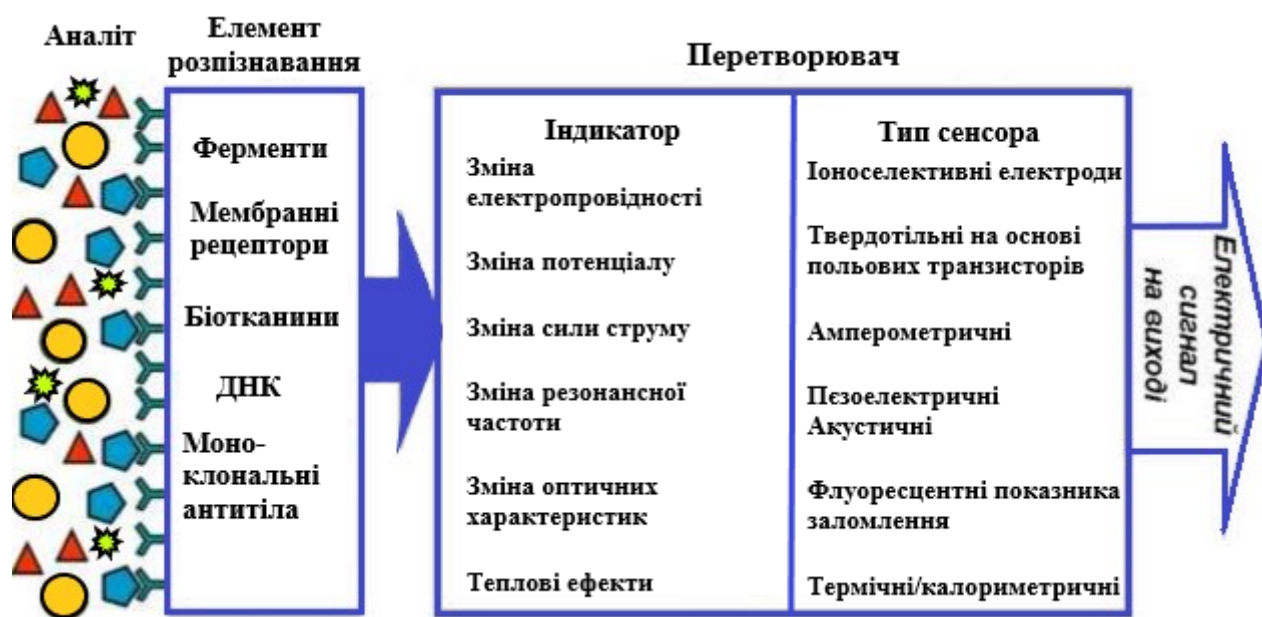 Аналіт
Елемент
розпізнавання
Ферменти
Мембранні
рецептори
Біотканини
ДНК
Моно-
клональні
антитіла
Перетворювач
Індикатор
Зміна
електропровідності
Зміна потенціалу
Зміна сили струму
Зміна резонансної
частоти
Зміна оптичних
характеристик
Теплові ефекти
Тип сенсора
Іоноселективні електроди
Твердотільні на основі
польових транзисторів
Амперометричні
Пєзоелектричні
Акустичні
Флуоресцентні показника
заломлення
Термічні/калориметричні
Електричний
сигнал
на виході